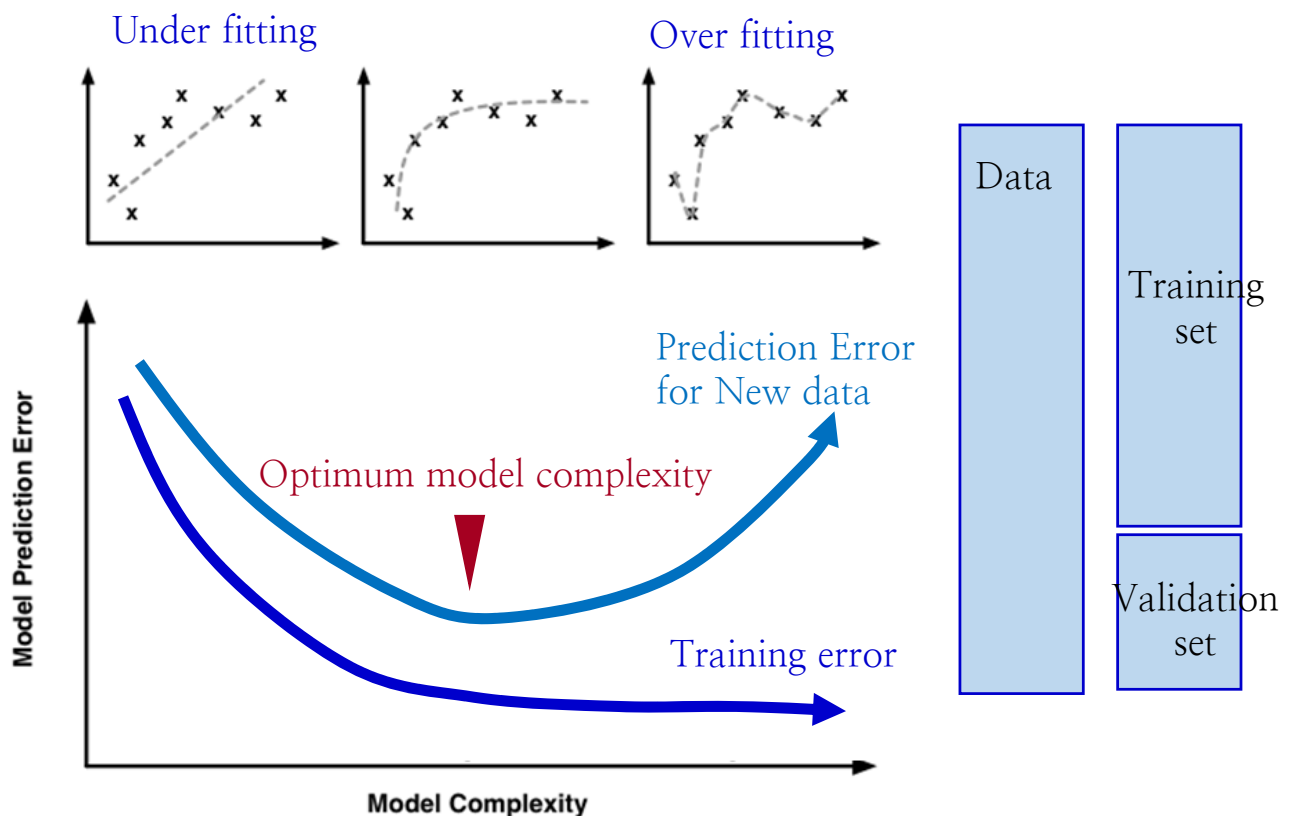 Under fitting
Over fitting
Data
Training
set
Prediction Error
for New data
Optimum model complexity
Validation
set
Training error
Model Prediction Error
Model Complexity